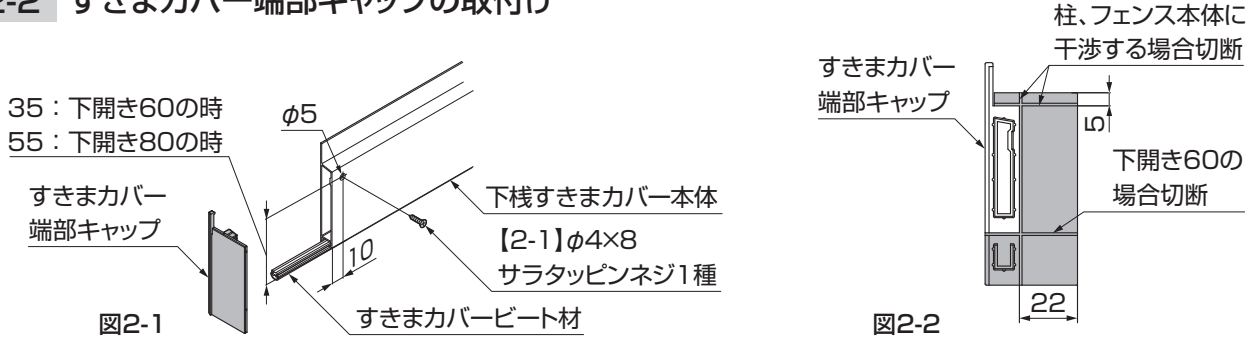 2-2 すきまカバー端部キャップの取付け
35：下開き60の時
55：下開き80の時
すきまカバー
端部キャップ
φ5
10
下桟すきまカバー本体
【2-1】φ4×8
サラタッピンネジ1種
すきまカバービート材
図2-1
柱、フェンス本体に
干渉する場合切断
すきまカバー
端部キャップ
5
下開き60の
場合切断
22
図2-2